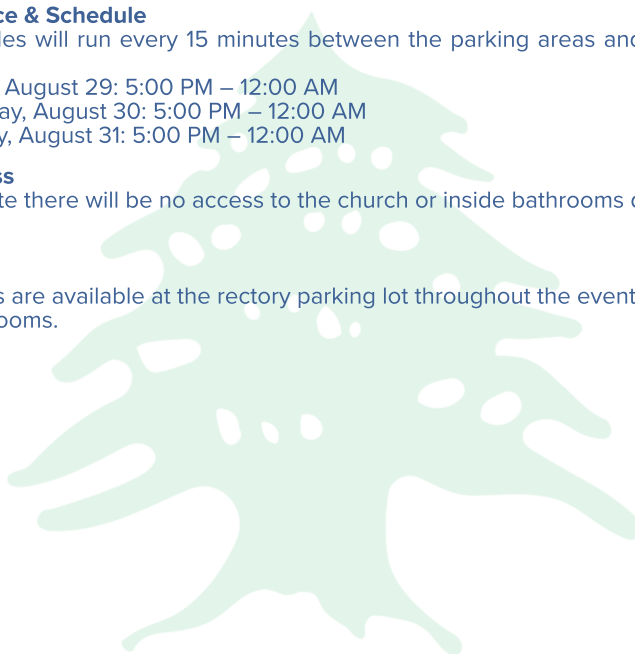 ce & Schedule
les will run every 15 minutes between the parking areas and
August 29: 5:00 PM – 12:00 AM
ay, August 30: 5:00 PM – 12:00 AM
y, August 31: 5:00 PM – 12:00 AM
ss
te there will be no access to the church or inside bathrooms
s are available at the rectory parking lot throughout the event
ooms.